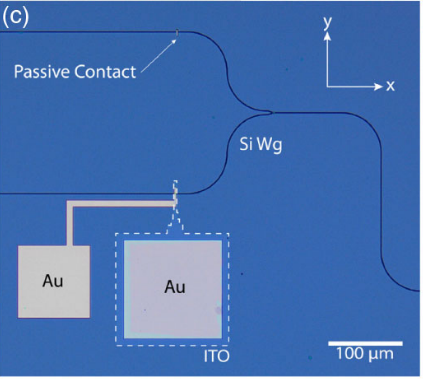 (c)
y
x
Passive Contact
Si Wg
Au
Au
ITO
100 µm